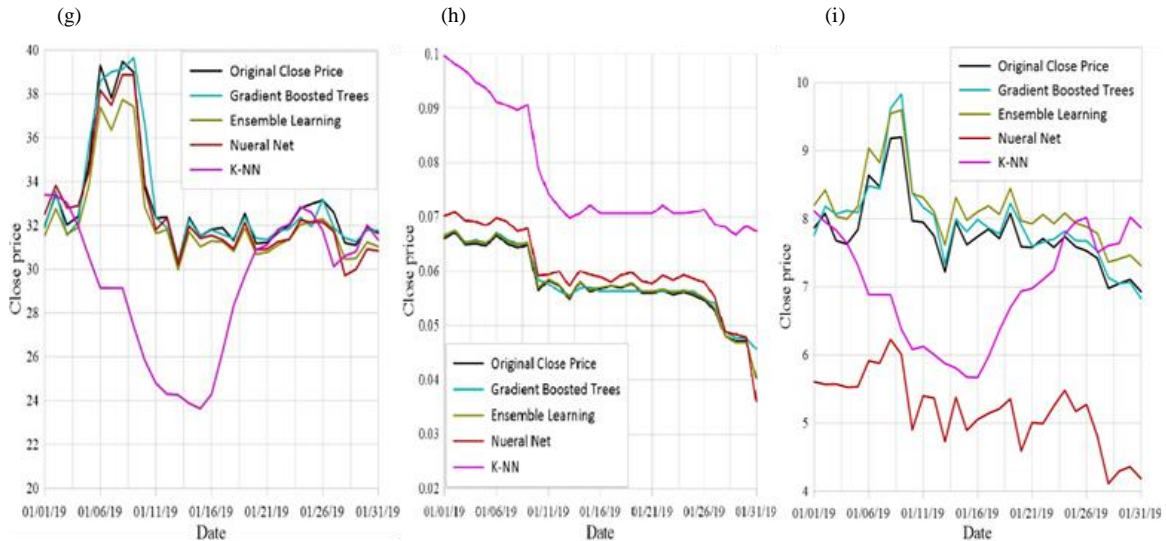 (g)
40
38
36
34
32
30
28
26
24
22
20
Close price
Original Close Price
Gradient Boosted Trees
Ensemble Learning
Nueral Net
K-NN
01/01/19 01/06/19 01/11/19 01/21/19 01/26/19 01/31/19
Date
(h)
0.1
0.09
0.08
0.07
0.06
0.05
0.04
0.03
0.02
Close price
Original Close Price
Gradient Boosted Trees
Ensemble Learning
Nueral Net
K-NN
01/01/19 01/06/19 01/11/19 01/21/19 01/26/19 01/31/19
Date
(i)
10
9
8
7
6
5
4
Close price
Original Close Price
Gradient Boosted Trees
Ensemble Learning
Nueral Net
K-NN
01/01/19 01/06/19 01/11/19 01/16/19 01/21/19 01/26/19 01/31/19
Date